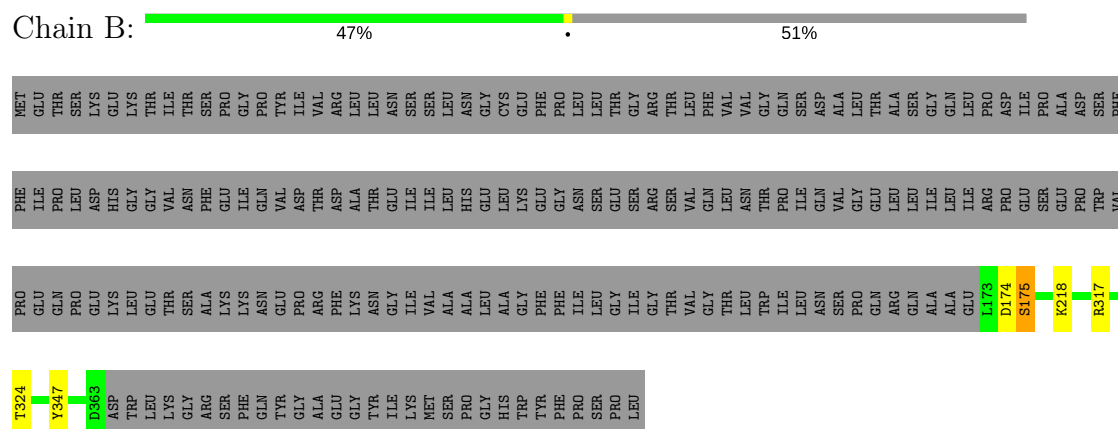 Chain B:
47% • 51%
MET GLU THR SER LYS GLU LYS THR ILE THR SER PRO GLY PRO TYR ILE VAL ARG LEU LEU ASN SER SER LEU ASN GLY CYS GLU PHE PRO LEU LEU THR GLY ARG THR LEU PHE VAL VAL GLY GLN SER ASP ALA LEU THR ALA SER GLY GLN LEU PRO ASP ILE PRO ALA ASP SER PHE
PHE ILE PRO LEU ASP HIS GLY GLY VAL ASN PHE GLU ILE GLN VAL ASP THR ASP ALA THR GLU ILE ILE LEU HIS GLU LEU LYS GLU GLY ASN SER GLU SER ARG SER VAL GLN LEU ASN THR PRO ILE GLN VAL GLY GLU LEU LEU ILE LEU ILE ARG PRO GLU SER GLU PRO TRP VAL
PRO GLU GLN PRO GLU LYS LEU GLU THR SER ALA LYS LYS ASN GLU PRO ARG PHE LYS ASN GLY ILE VAL ALA ALA LEU ALA GLY PHE PHE ILE LEU GLY ILE GLY THR VAL GLY THR LEU TRP ILE LEU ASN SER PRO GLN ARG GLN ALA ALA GLU L173 D174 S175 K218 R317
T324 Y347 D363 ASP TRP LEU LYS GLY ARG SER PHE GLN TYR GLY ALA GLU GLY TYR ILE LYS MET SER PRO GLY HIS TRP TYR PHE PRO SER PRO LEU